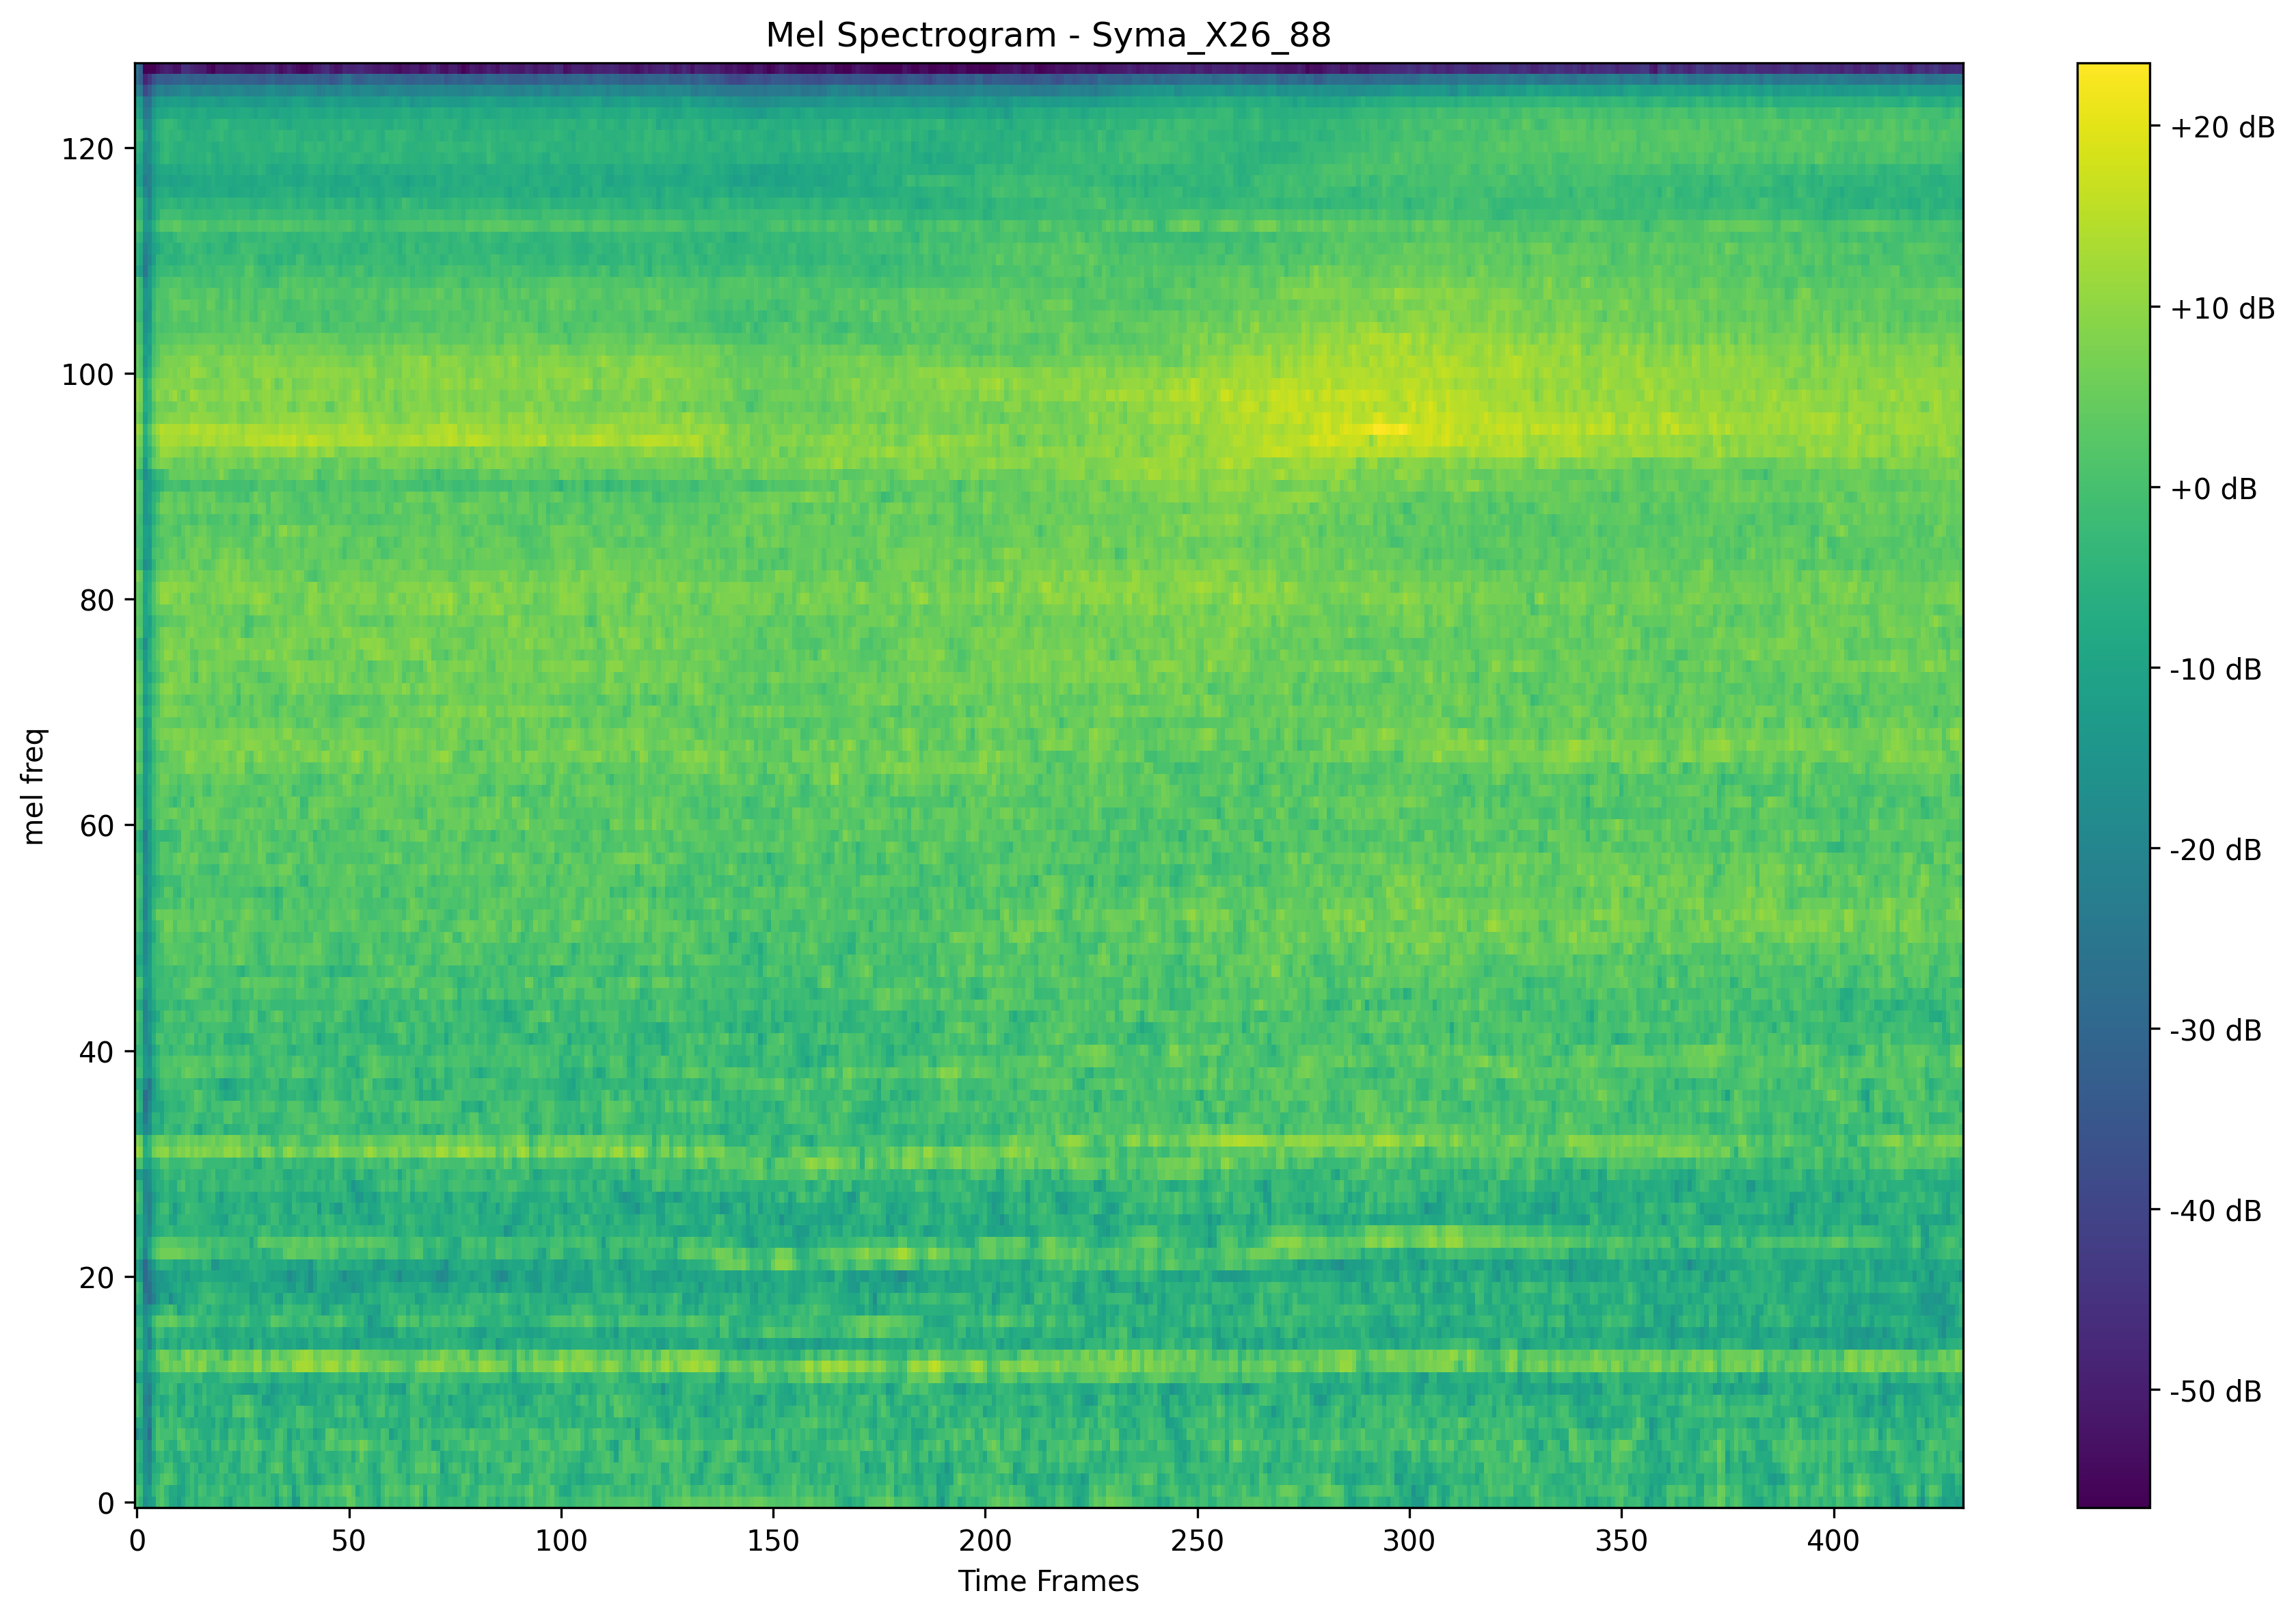 Mel Spectrogram - Syma_X26_88
120
100
80
60
40
20
0
mel freq
0 50 100 150 200 250 300 350 400
Time Frames
+20 dB
+10 dB
+0 dB
-10 dB
-20 dB
-30 dB
-40 dB
-50 dB